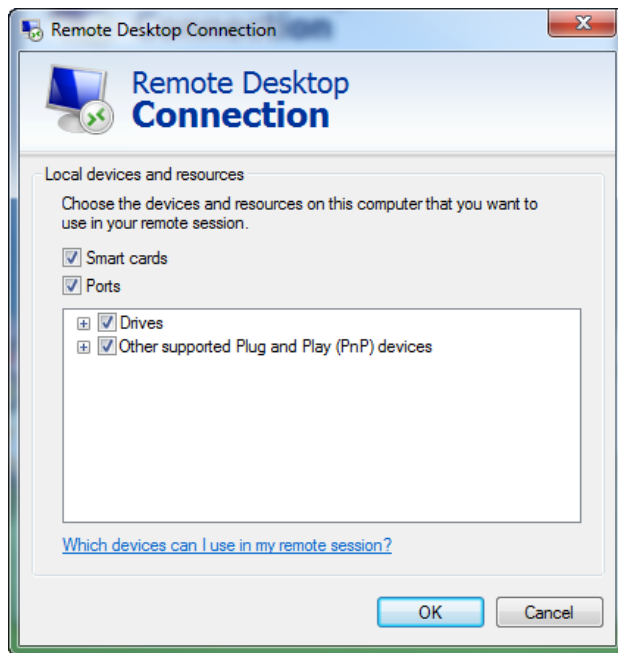 Remote Desktop Connection
Remote Desktop
Connection
Local devices and resources
Choose the devices and resources on this computer that you want to
use in your remote session.
Smart cards
Ports
Drives
Other supported Plug and Play (PnP) devices
Which devices can I use in my remote session?
OK
Cancel